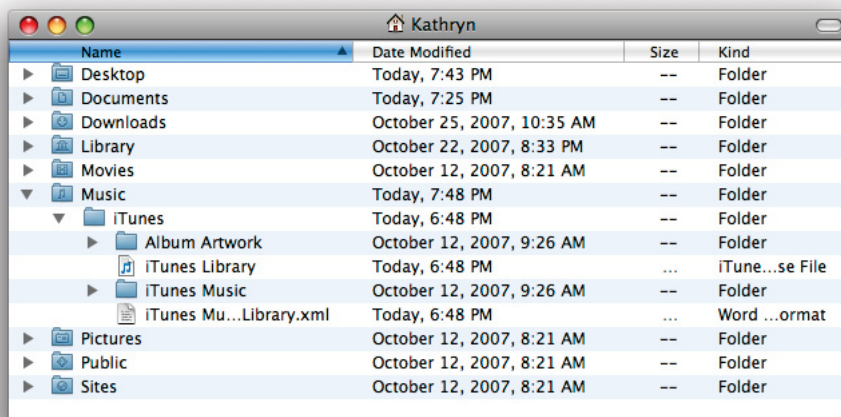 Kathryn
Name Date Modified Size Kind
Desktop Today, 7:43 PM -- Folder
Documents Today, 7:25 PM -- Folder
Downloads October 25, 2007, 10:35 AM -- Folder
Library October 22, 2007, 8:33 PM -- Folder
Movies October 12, 2007, 8:21 AM -- Folder
Music Today, 7:48 PM -- Folder
iTunes Today, 6:48 PM -- Folder
Album Artwork October 12, 2007, 9:26 AM -- Folder
iTunes Library Today, 6:48 PM ... iTune...se File
iTunes Music October 12, 2007, 9:26 AM -- Folder
iTunes Mu...Library.xml Today, 6:48 PM ... Word ...ormat
Pictures October 12, 2007, 8:21 AM -- Folder
Public October 12, 2007, 8:21 AM -- Folder
Sites October 12, 2007, 8:21 AM -- Folder